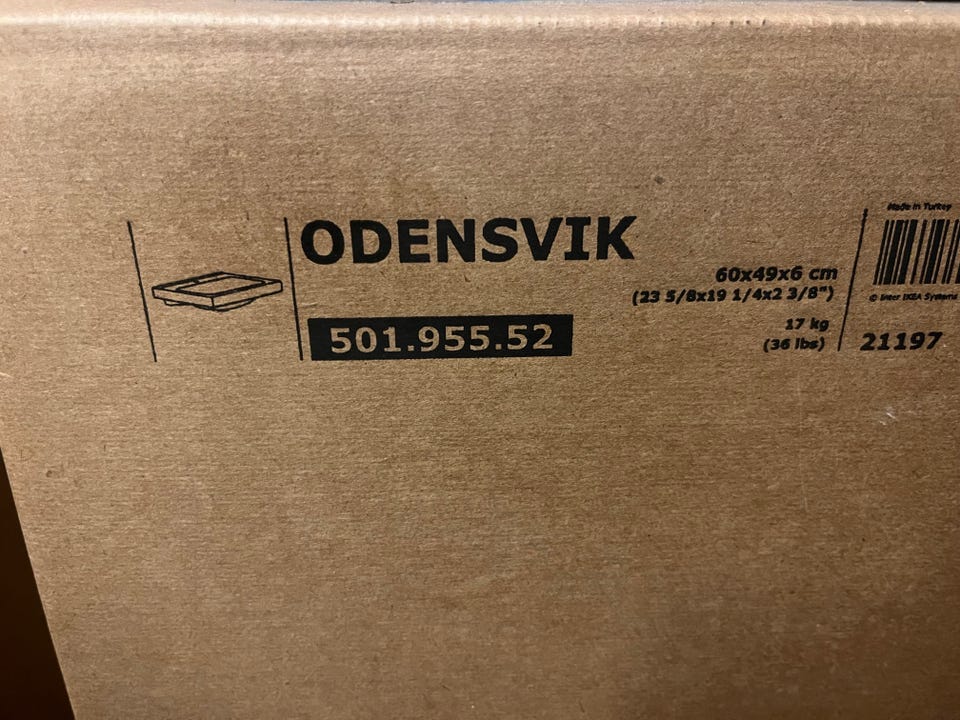 ODENSVIK
501.955.52
60x49x6 cm
(23 5/8x19 1/4x2 3/8")
17 kg
(36 lbs)
Made in Turkey
© Inter IKEA Systems
21197